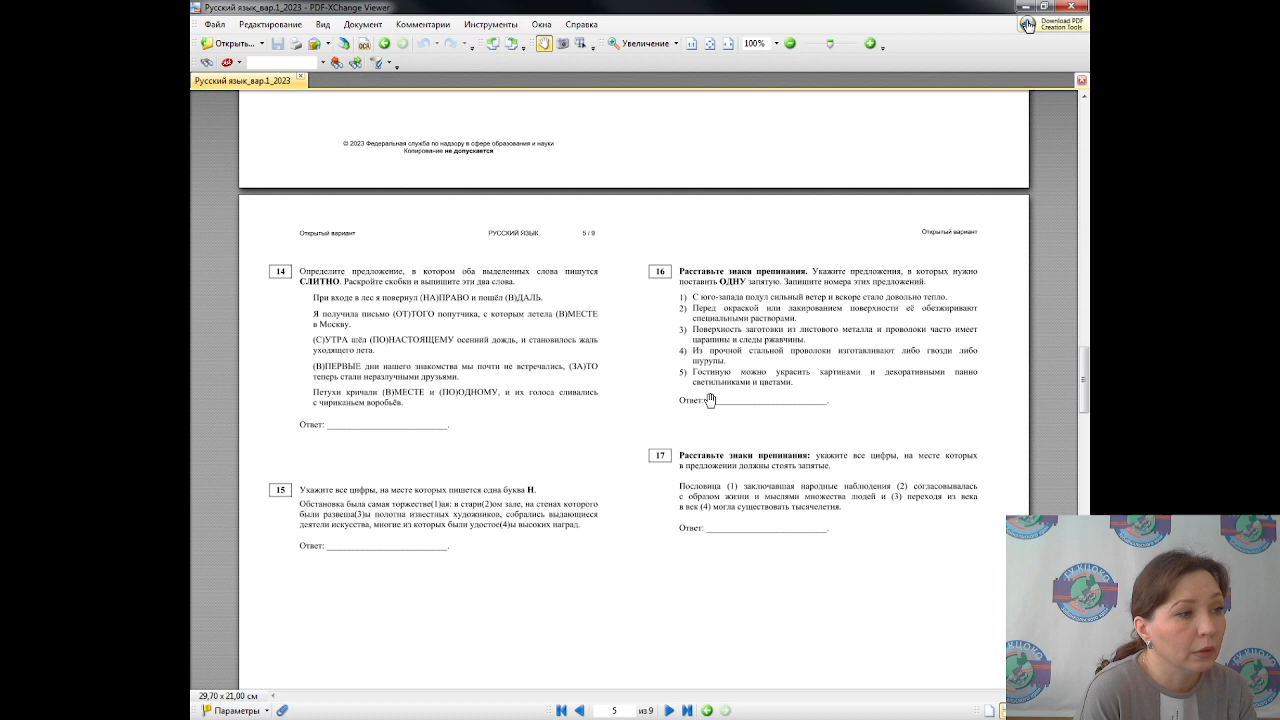 Русский язык_вар.1_2023 - PDF-XChange Viewer
Файл Редактирование Вид Документ Комментарии Инструменты Окна Справка
Download PDF
Creation Tools
Открыть... OCR Увеличение 100%
Русский язык_вар.1_2023
© 2023 Федеральная служба по надзору в сфере образования и науки
Копирование не допускается
Открытый вариант РУССКИЙ ЯЗЫК 5 / 9
14 Определите предложение, в котором оба выделенных слова пишутся
СЛИТНО. Раскройте скобки и выпишите эти два слова.
При входе в лес я повернул (НА)ПРАВО и пошёл (В)ДАЛЬ.
Я получила письмо (ОТ)ТОГО попутчика, с которым летела (В)МЕСТЕ
в Москву.
(С)УТРА шёл (ПО)НАСТОЯЩЕМУ осенний дождь, и становилось жаль
уходящего лета.
(В)ПЕРВЫЕ дни нашего знакомства мы почти не встречались, (ЗА)ТО
теперь стали неразлучными друзьями.
Петухи кричали (В)МЕСТЕ и (ПО)ОДНОМУ, и их голоса сливались
с чириканьем воробьёв.
Ответ: ________________________.
15 Укажите все цифры, на месте которых пишется одна буква Н.
Обстановка была самая торжестве(1)ая: в стари(2)ом зале, на стенах которого
были развеша(3)ы полотна известных художников, собрались выдающиеся
деятели искусства, многие из которых были удостое(4)ы высоких наград.
Ответ: ________________________.
Открытый вариант
16 Расставьте знаки препинания. Укажите предложения, в которых нужно
поставить ОДНУ запятую. Запишите номера этих предложений.
1) С юго-запада подул сильный ветер и вскоре стало довольно тепло.
2) Перед окраской или лакированием поверхности её обезжиривают
специальными растворами.
3) Поверхность заготовки из листового металла и проволоки часто имеет
царапины и следы ржавчины.
4) Из прочной стальной проволоки изготавливают либо гвозди либо
шурупы.
5) Гостиную можно украсить картинами и декоративными панно
светильниками и цветами.
Ответ: ________________________.
17 Расставьте знаки препинания: укажите все цифры, на месте которых
в предложении должны стоять запятые.
Пословица (1) заключавшая народные наблюдения (2) согласовывалась
с образом жизни и мыслями множества людей и (3) переходя из века
в век (4) могла существовать тысячелетия.
Ответ: ________________________.
29,70 x 21,00 см
Параметры 5 из 9